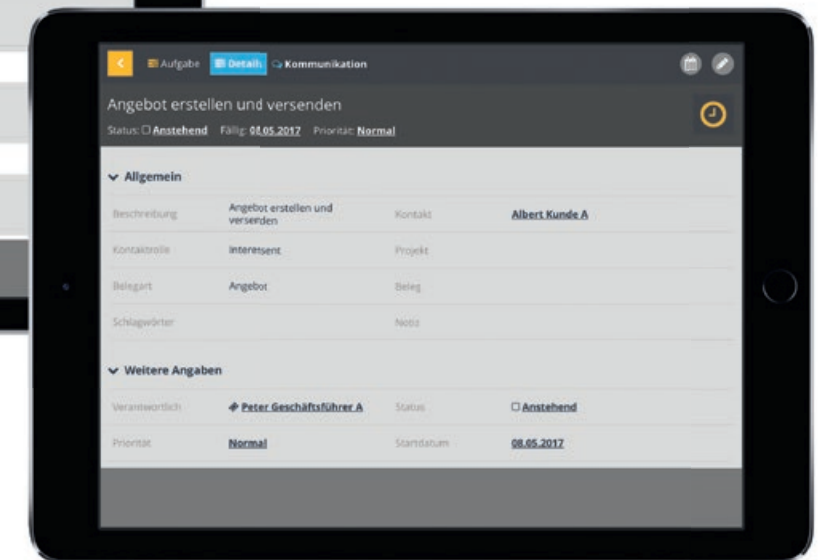 Aufgabe Details Kommunikation
Angebot erstellen und versenden
Status: Anstehend Fällig: 08.05.2017 Priorität: Normal
Allgemein
Beschreibung Angebot erstellen und versenden Kontakt Albert Kunde A
Kontaktrolle Interessent Projekt
Belegart Angebot Beleg
Schlagwörter Notiz
Weitere Angaben
Verantwortlich Peter Geschäftsführer A Status Anstehend
Priorität Normal Startdatum 08.05.2017